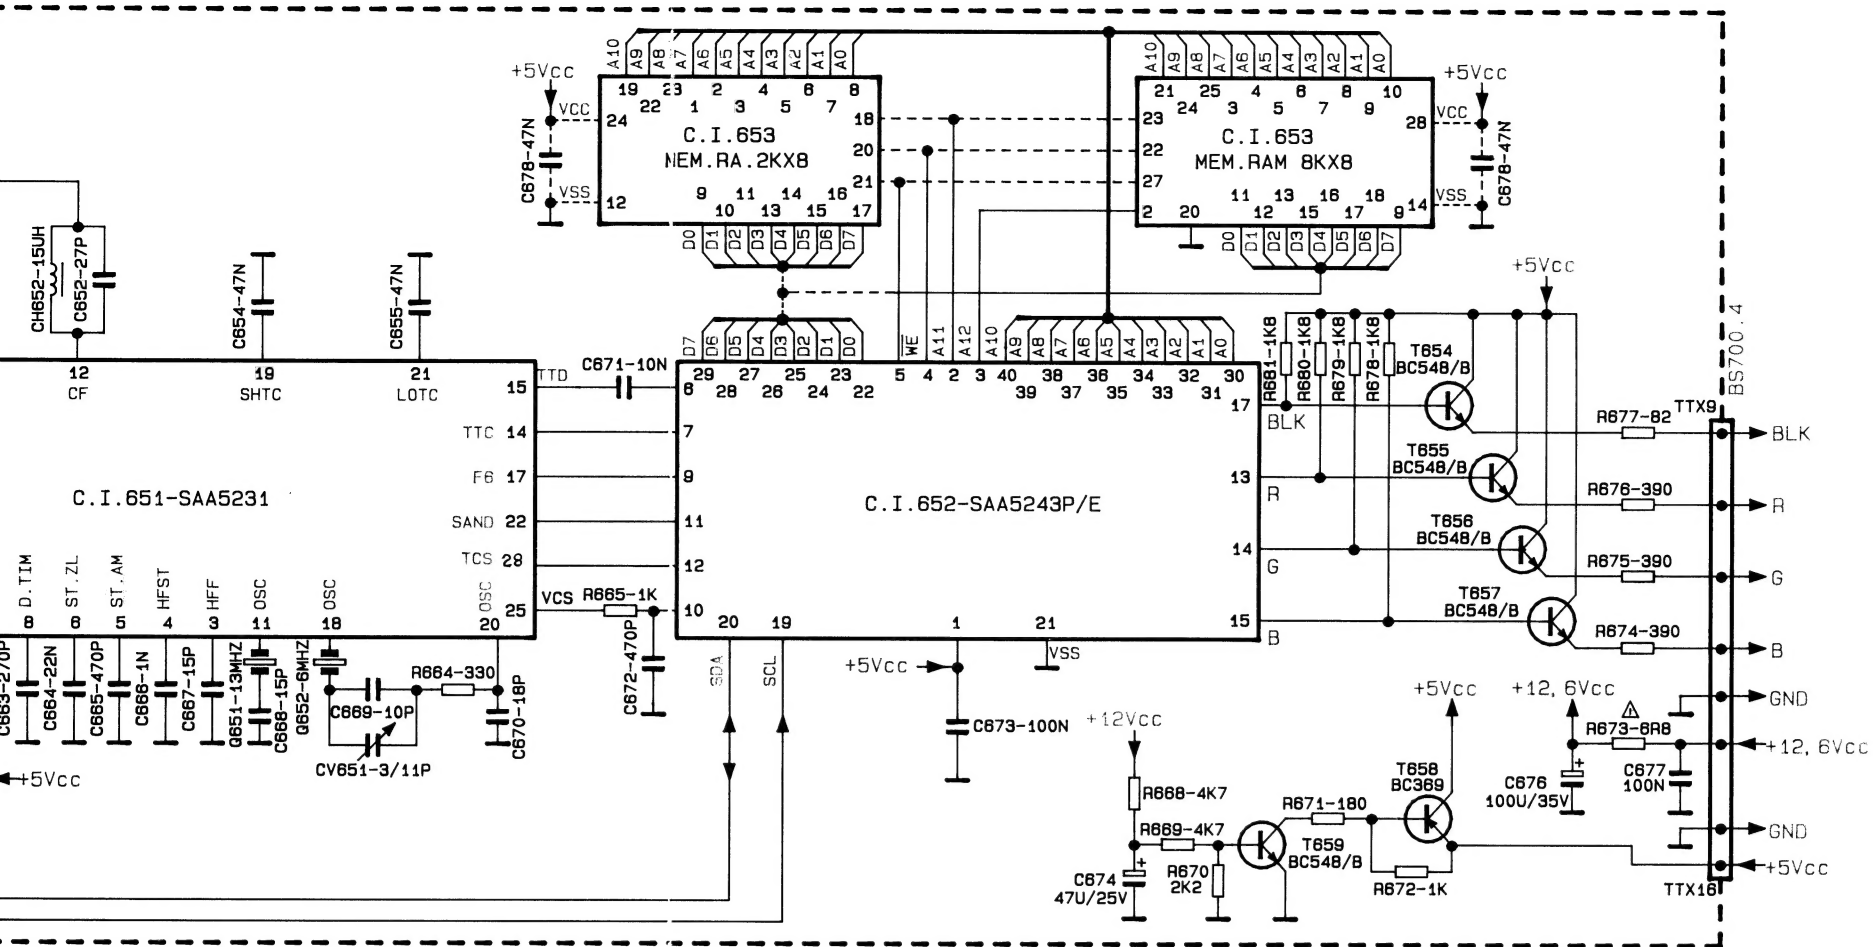 A10 A9 A8 A7 A6 A5 A4 A3 A2 A1 A0
A10 A9 A8 A7 A6 A5 A4 A3 A2 A1 A0
+5Vcc
+5Vcc
19 23 2 4 6 8
22 1 3 5 7
21 25 4 6 8 10
24 3 5 7 9
VCC 24
18
23
28 VCC
C.I.653
MEM.RA.2KX8
C.I.653
MEM.RAM 8KX8
20
22
21
27
C678-47N
C678-47N
VSS 12
2 20
14 VSS
9 11 14 16
10 13 15 17
11 13 16 18
12 15 17 9
D0 D1 D2 D3 D4 D5 D6 D7
D0 D1 D2 D3 D4 D5 D6 D7
CH652-15UH
C652-27P
C654-47N
C655-47N
+5Vcc
BS700.4
D7 D6 D5 D4 D3 D2 D1 D0
WE A11 A12 A10 A9 A8 A7 A6 A5 A4 A3 A2 A1 A0
R681-1K8
R680-1K8
R679-1K8
R678-1K8
12
CF
19
SHTC
21
LOTC
15 TTD
C671-10N
6
29 27 25 23
28 26 24 22
5 4 2 3 40 38 36 34 32 30
39 37 35 33 31
17
BLK
T654
BC548/B
R677-82
TTX9
BLK
TTC 14
7
F6 17
9
13
R
T655
BC548/B
R676-390
R
C.I.651-SAA5231
C.I.652-SAA5243P/E
SAND 22
11
14
G
T656
BC548/B
R675-390
G
TCS 28
12
OSC
25 VCS
R665-1K
10
15
B
T657
BC548/B
R674-390
B
D.TIM
ST.ZL
ST.AM
HFST
HFF
OSC
OSC
8 6 5 4 3 11 18 20
20 19 1 21
VSS
SDA
SCL
+5Vcc
C663-270P
C664-22N
C665-470P
C666-1N
C667-15P
Q651-13MHZ
C668-15P
Q652-6MHZ
C669-10P
R664-330
C670-18P
CV651-3/11P
C672-470P
C673-100N
+5Vcc
+12Vcc
+5Vcc
+12,6Vcc
GND
R673-6R8
+12,6Vcc
C676
100U/35V
C677
100N
R668-4K7
R669-4K7
R670
2K2
C674
47U/25V
T659
BC548/B
R671-180
T658
BC369
R672-1K
GND
+5Vcc
TTX16